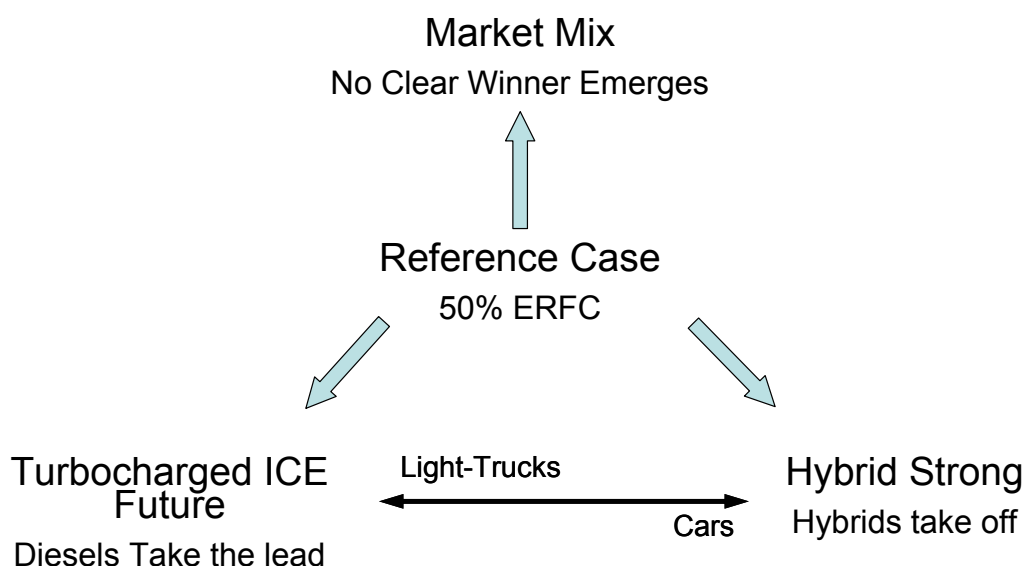 Market Mix
No Clear Winner Emerges
Reference Case
50% ERFC
Turbocharged ICE
Future
Diesels Take the lead
Light-Trucks
Cars
Hybrid Strong
Hybrids take off